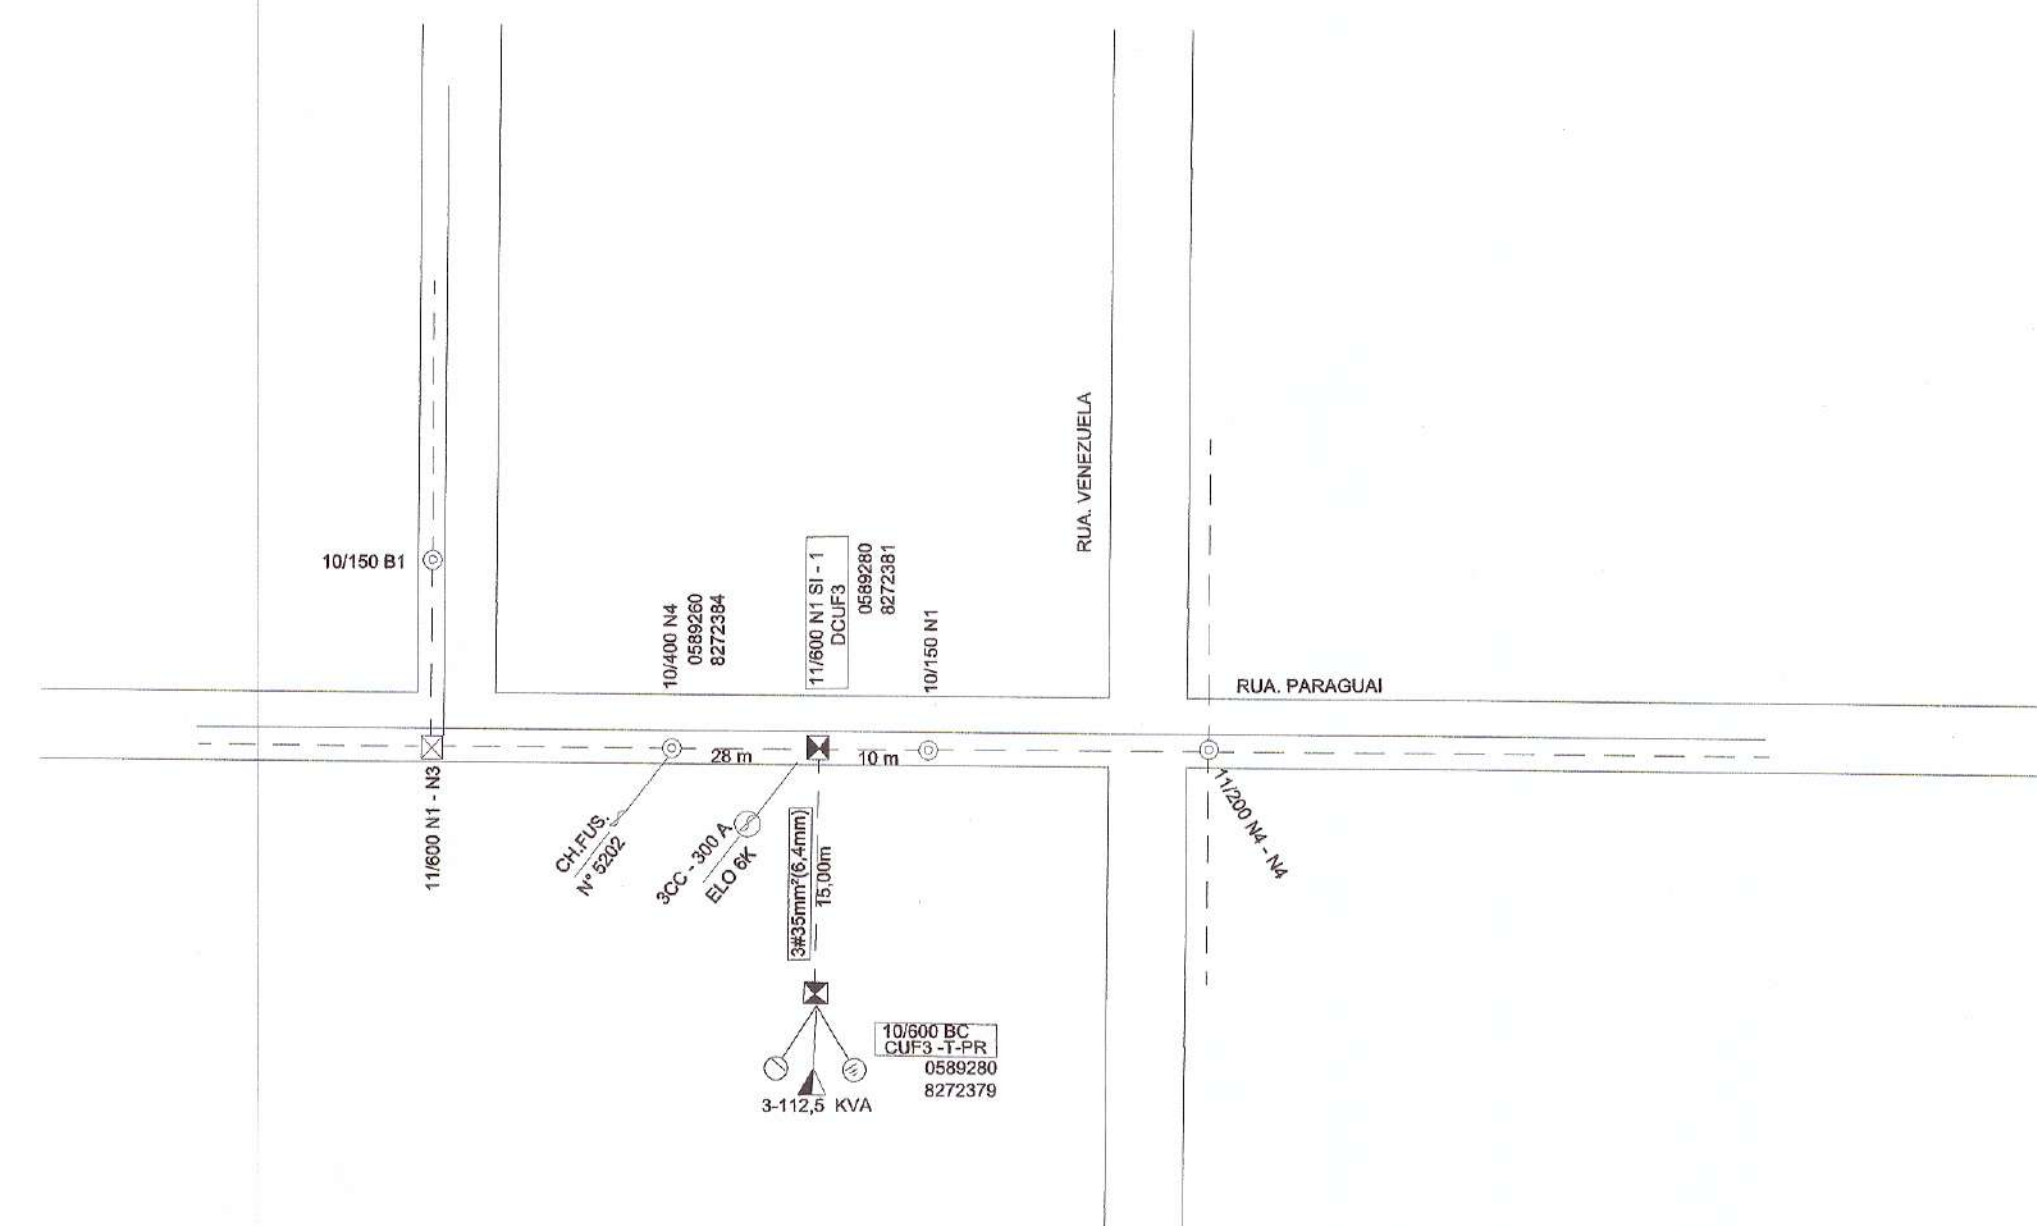 RUA. VENEZUELA
10/150 B1
10/400 N4
0589260
8272384
11/600 N1 SI - 1
DCUF3
0589280
8272381
10/150 N1
RUA. PARAGUAI
28 m
10 m
11/600 N1 - N3
CH.FUS.
Nº 5202
3CC - 300 A
ELO 6K
3#35mm²(6,4mm)
15,00m
11/200 N4 - N4
10/600 BC
CUF3 -T-PR
0589280
8272379
3-112,5 KVA